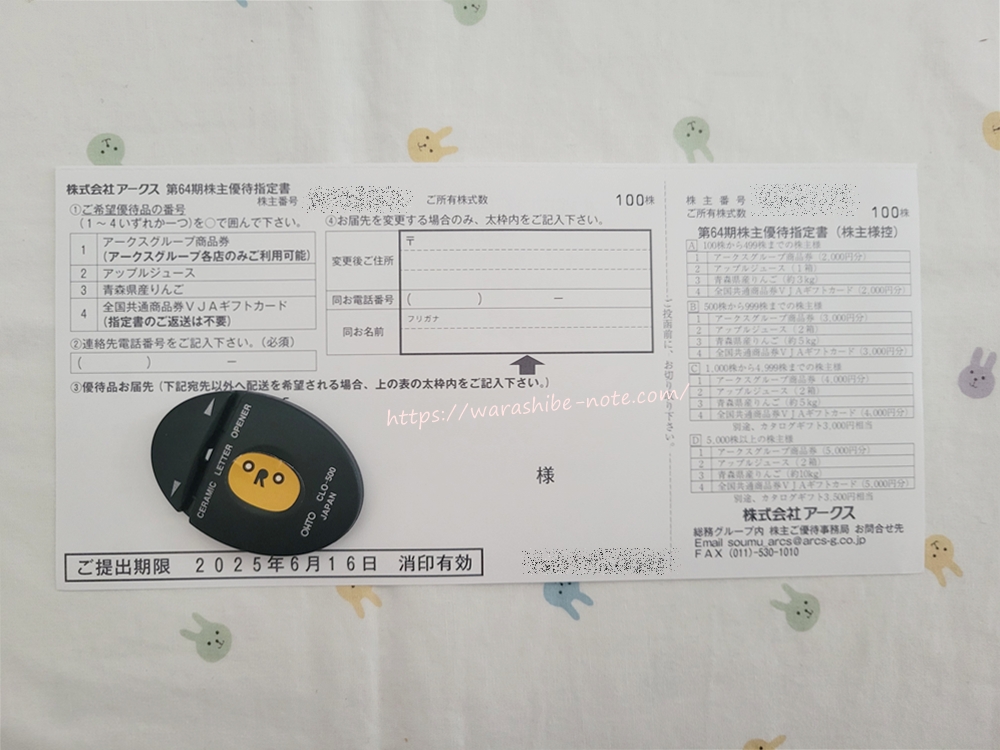 株式会社アークス 第64期株主優待指定書
株主番号
ご所有株式数 100株
①ご希望優待品の番号
(1～4いずれか一つ)を○で囲んで下さい。
1 アークスグループ商品券
(アークスグループ各店のみご利用可能)
2 アップルジュース
3 青森県産りんご
4 全国共通商品券VJAギフトカード
(指定書のご返送は不要)
②連絡先電話番号をご記入下さい。(必須)
( ) ー
④お届先を変更する場合のみ、太枠内をご記入下さい。
変更後ご住所 〒
同お電話番号 ( ) ー
同お名前 フリガナ
③優待品お届先 (下記宛先以外へ配送を希望される場合、上の表の太枠内をご記入下さい。)
https://warashibe-note.com/
様
CERAMIC LETTER OPENER
OHTO CLO-500
JAPAN
ご提出期限 2025年6月16日 消印有効
ご投函前に、お切り取り下さい。
株主番号
ご所有株式数 100株
第64期株主優待指定書 (株主様控)
A 100株から499株までの株主様
1 アークスグループ商品券 (2,000円分)
2 アップルジュース (1箱)
3 青森県産りんご (約3kg)
4 全国共通商品券VJAギフトカード (2,000円分)
B 500株から999株までの株主様
1 アークスグループ商品券 (3,000円分)
2 アップルジュース (2箱)
3 青森県産りんご (約5kg)
4 全国共通商品券VJAギフトカード (3,000円分)
C 1,000株から4,999株までの株主様
1 アークスグループ商品券 (4,000円分)
2 アップルジュース (2箱)
3 青森県産りんご (約5kg)
4 全国共通商品券VJAギフトカード (4,000円分)
別途、カタログギフト3,000円相当
D 5,000株以上の株主様
1 アークスグループ商品券 (5,000円分)
2 アップルジュース (2箱)
3 青森県産りんご (約10kg)
4 全国共通商品券VJAギフトカード (5,000円分)
別途、カタログギフト3,500円相当
株式会社アークス
総務グループ内 株主ご優待事務局 お問合せ先
Email soumu_arcs@arcs-g.co.jp
FAX (011)-530-1010